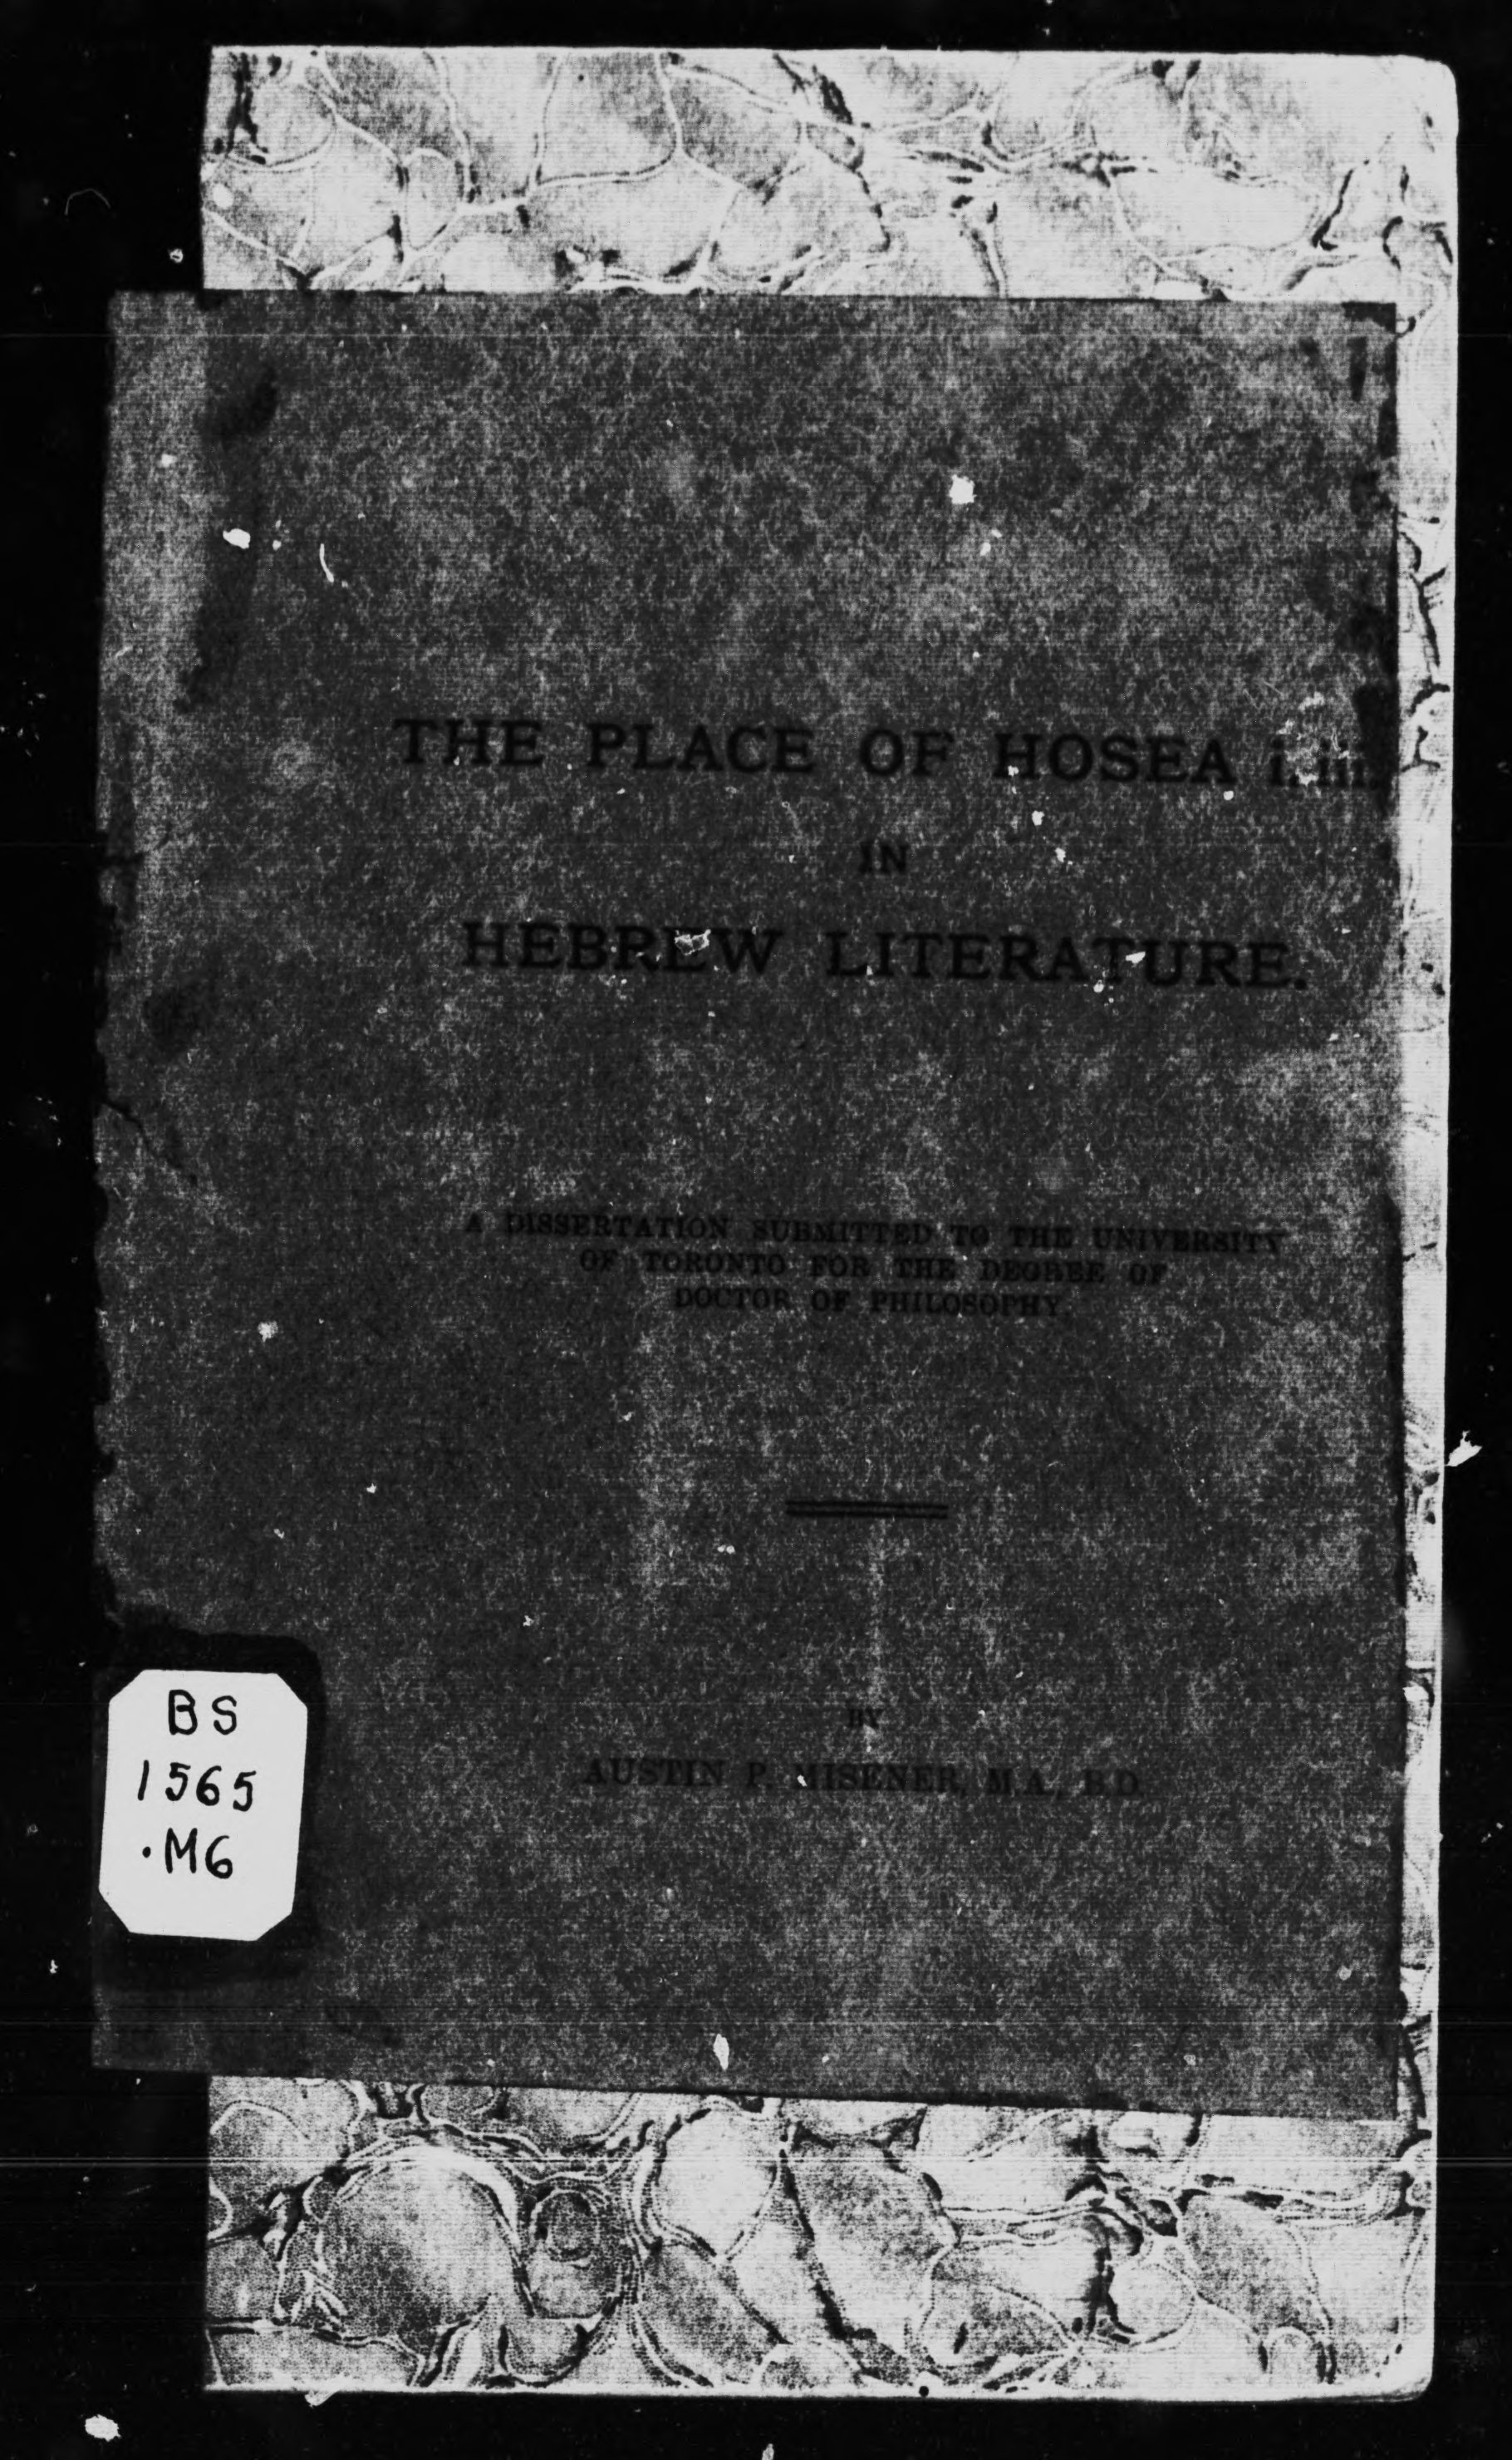 THE PLACE OF HOSEA i.-iii.
IN
HEBREW LITERATURE.
A DISSERTATION SUBMITTED TO THE UNIVERSITY
OF TORONTO FOR THE DEGREE OF
DOCTOR OF PHILOSOPHY.
BY
AUSTIN P. MISENER, M.A., B.D.
BS
1565
.M6